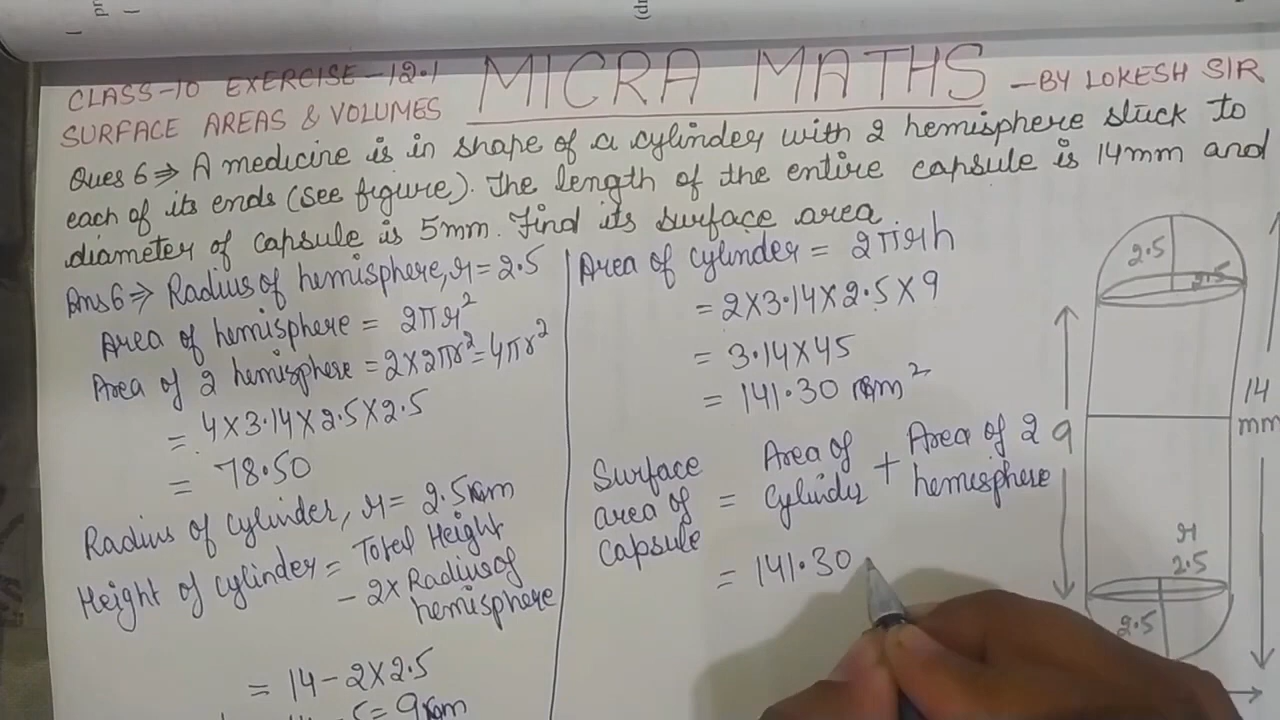 CLASS-10 EXERCISE-12.1 MICRA MATHS -BY LOKESH SIR
SURFACE AREAS & VOLUMES
Ques 6⇒ A medicine is in shape of a cylinder with 2 hemisphere stuck to
each of its ends (see figure). The length of the entire capsule is 14mm and
diameter of capsule is 5mm. Find its surface area.
Ans 6⇒ Radius of hemisphere, r = 2.5
Area of hemisphere = 2πr²
Area of 2 hemisphere = 2×2πr² = 4πr²
= 4×3.14×2.5×2.5
= 78.50
Radius of cylinder, r = 2.5mm
Height of cylinder = Total Height
- 2× Radius of
hemisphere
= 14-2×2.5
5 = 9mm
Area of cylinder = 2πrh
= 2×3.14×2.5×9
= 3.14×45
= 141.30 mm²
Surface area of capsule = Area of cylinder + Area of 2 hemisphere
= 141.30
2.5
2.5
9
14
mm
r
2.5
2.5